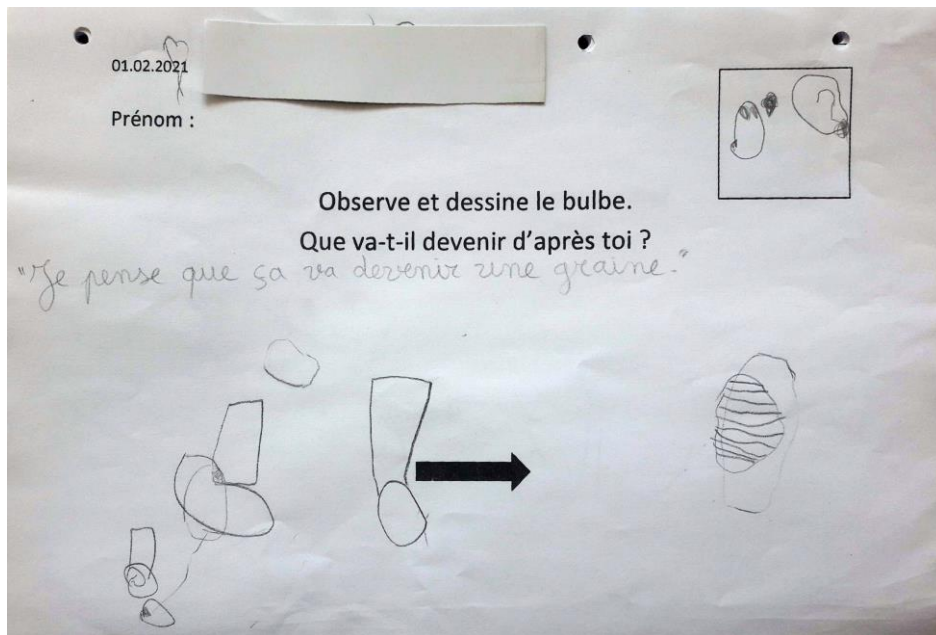 01.02.2021
Prénom :
Observe et dessine le bulbe.
Que va-t-il devenir d'après toi ?
"Je pense que ça va devenir une graine."